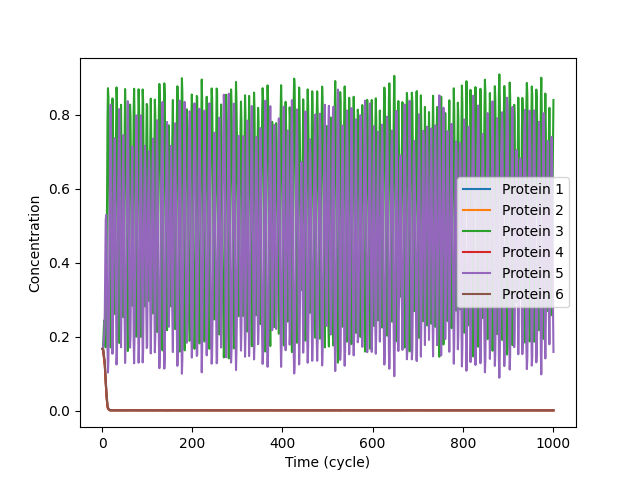 0.8
0.6
0.4
0.2
0.0
Concentration
0
200
400
600
800
1000
Time (cycle)
Protein 1
Protein 2
Protein 3
Protein 4
Protein 5
Protein 6